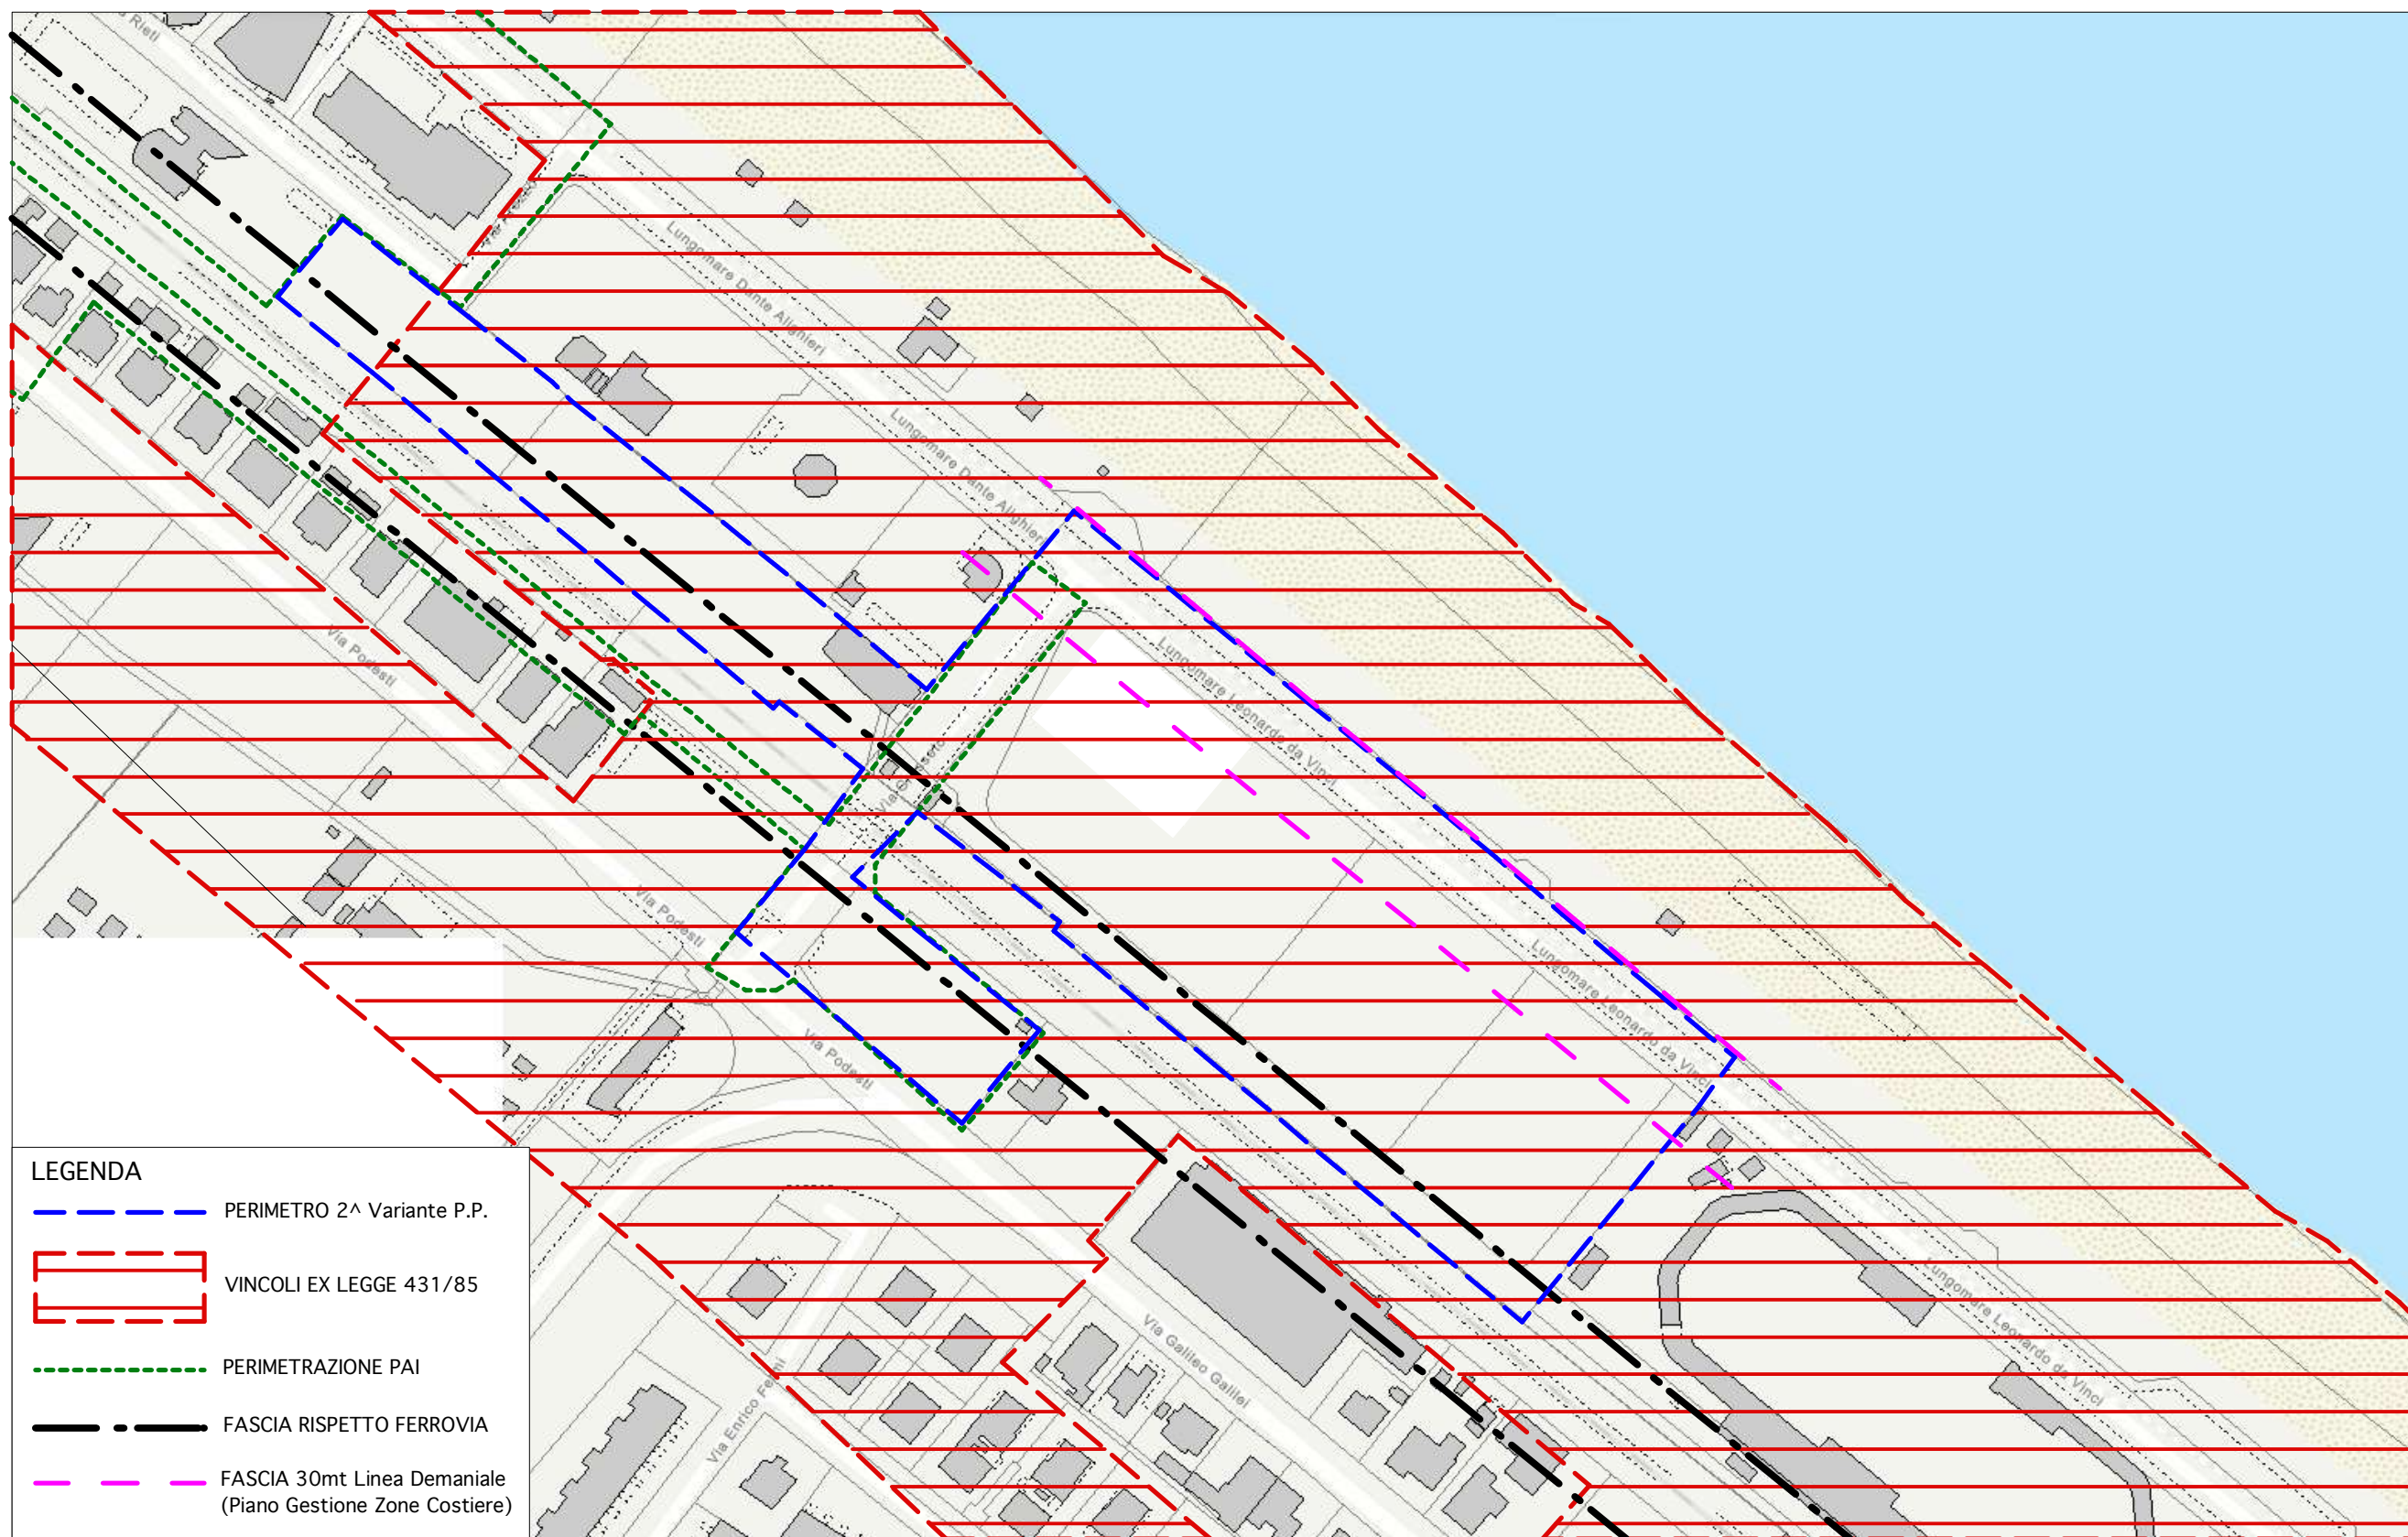 Rieti
Lungomare Dante Alighieri
Lungomare Dante Alighieri
Via Podesti
Lungomare Leonardo da Vinci
Via Podesti
Lungomare Leonardo da Vinci
Via Podesti
Lungomare Leonardo da Vinci
Via Galileo Galilei
Via Enrico Fermi
LEGENDA
PERIMETRO 2^ Variante P.P.
VINCOLI EX LEGGE 431/85
PERIMETRAZIONE PAI
FASCIA RISPETTO FERROVIA
FASCIA 30mt Linea Demaniale
(Piano Gestione Zone Costiere)